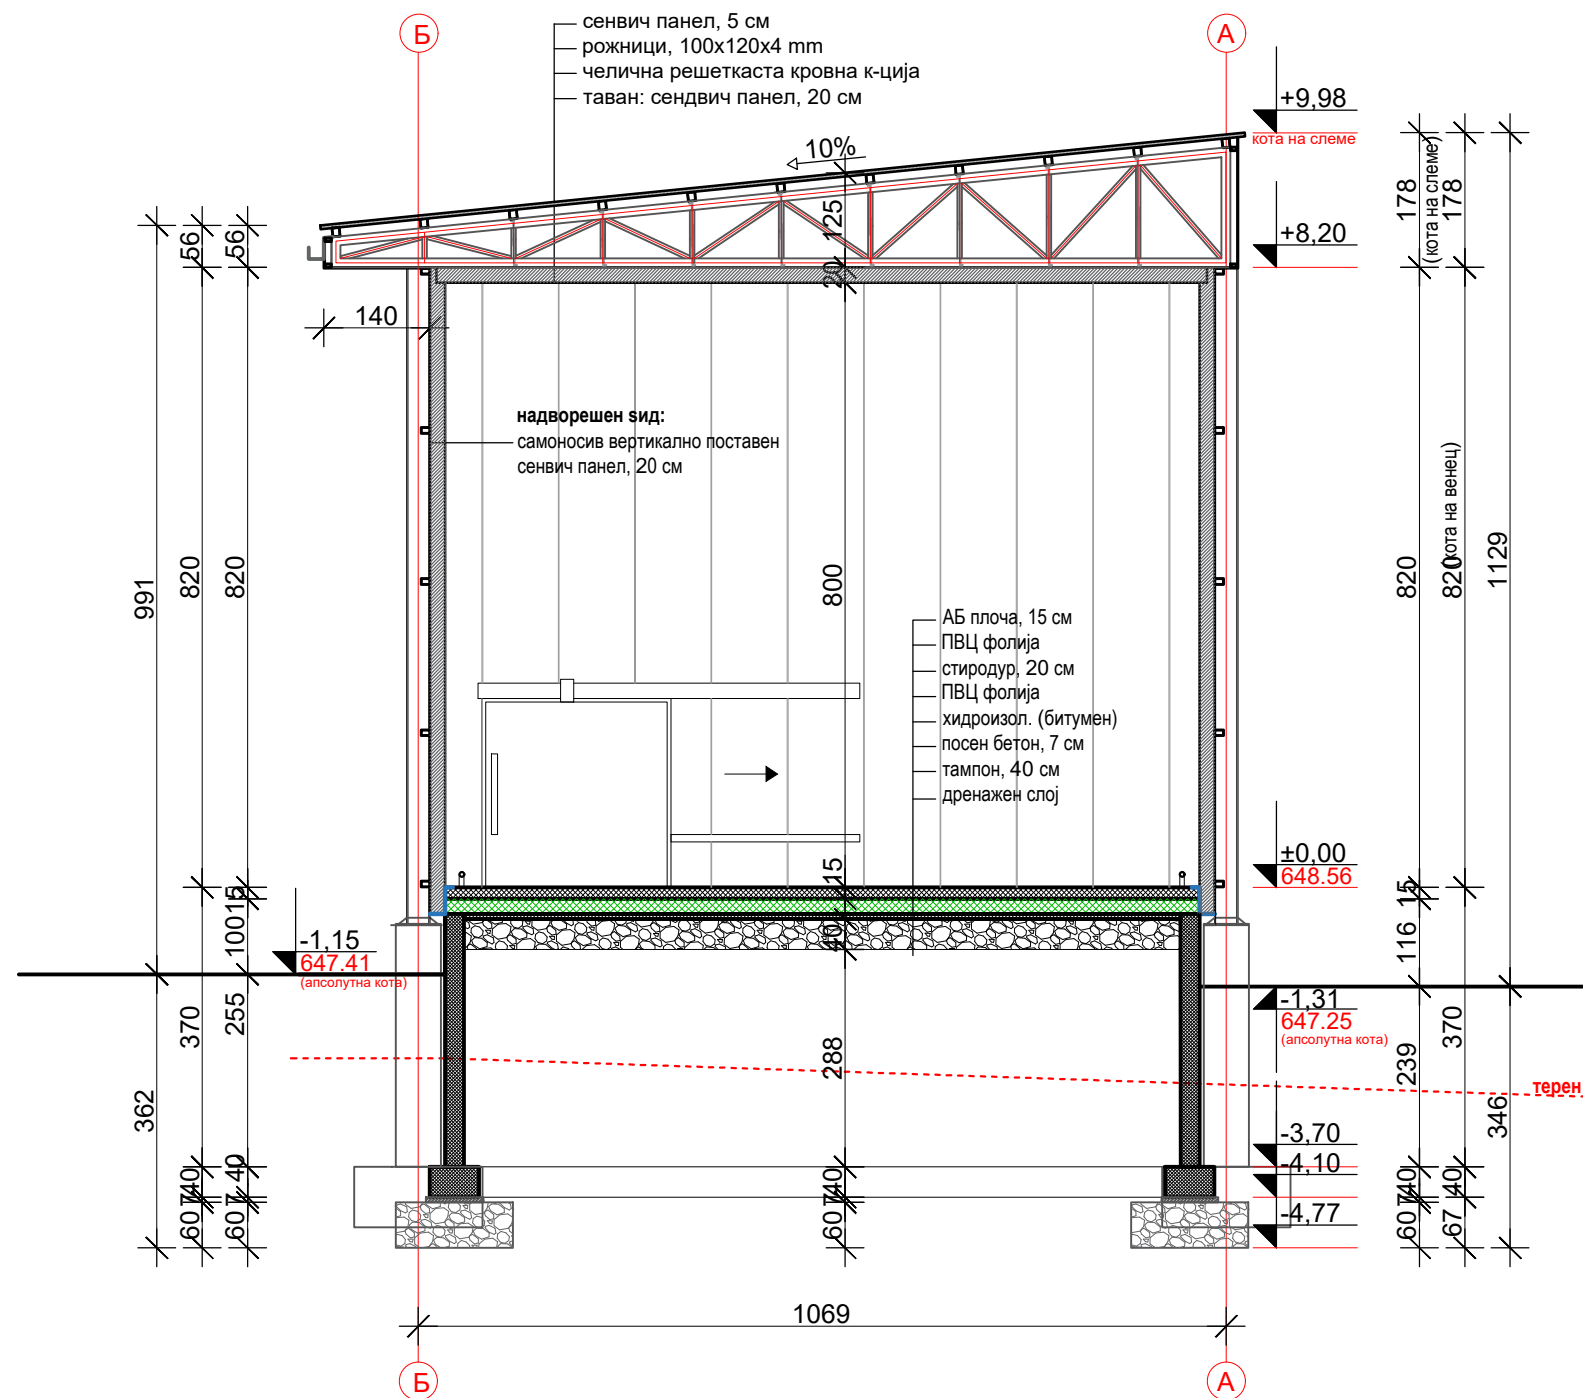 Б
А
сенвич панел, 5 см
рожници, 100x120x4 mm
челична решеткаста кровна к-ција
таван: сендвич панел, 20 см
+9,98
кота на слеме
10%
178
(кота на слеме)
178
125
+8,20
56
56
20
140
надворешен ѕид:
самоносив вертикално поставен
сенвич панел, 20 см
(кота на венец)
991
820
820
800
820
820
1129
АБ плоча, 15 см
ПВЦ фолија
стиродур, 20 см
ПВЦ фолија
хидроизол. (битумен)
посен бетон, 7 см
тампон, 40 см
дренажен слој
±0,00
648.56
15
15
15
100
40
116
-1,15
647.41
(апсолутна кота)
-1,31
647.25
(апсолутна кота)
370
255
288
239
370
терен
362
346
-3,70
-4,10
-4,77
40
40
40
40
40
7
7
7
7
60
60
60
60
67
1069
Б
А